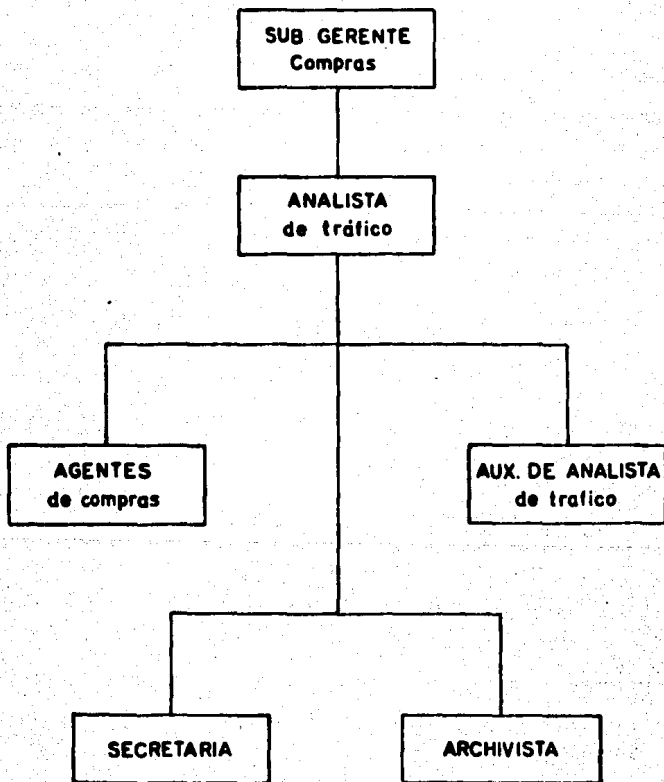 SUB GERENTE
Compras
ANALISTA
de tráfico
AGENTES
de compras
AUX. DE ANALISTA
de trafico
SECRETARIA
ARCHIVISTA